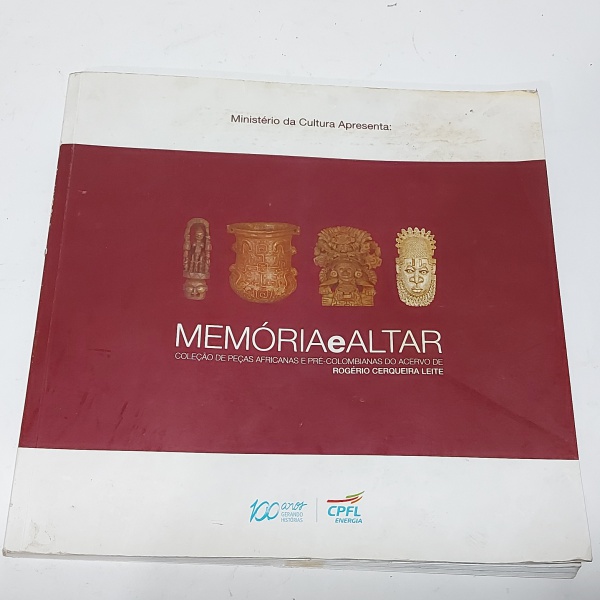 Ministério da Cultura Apresenta:
MEMÓRIAeALTAR
COLEÇÃO DE PEÇAS AFRICANAS E PRÉ-COLOMBIANAS DO ACERVO DE
ROGÉRIO CERQUEIRA LEITE
100 anos
GERANDO
HISTÓRIAS
CPFL
ENERGIA